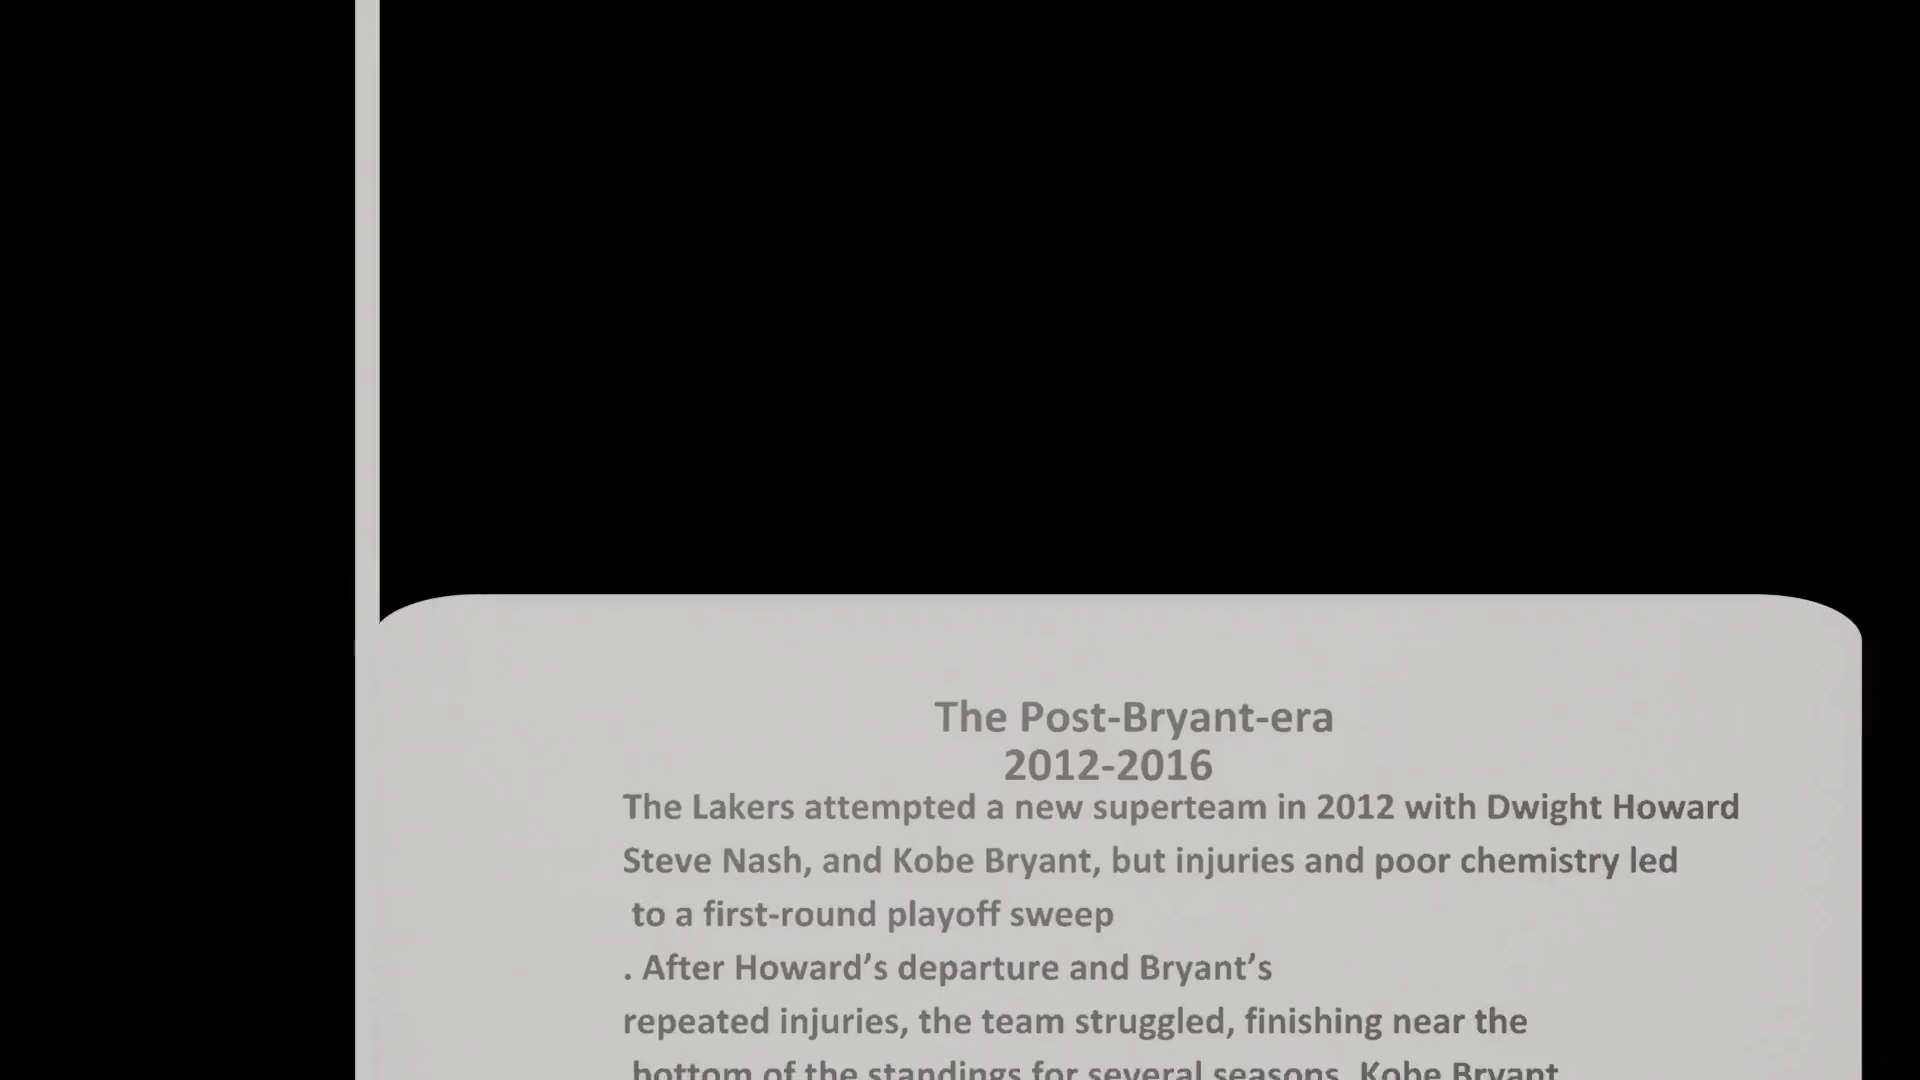 The Post-Bryant-era
2012-2016
The Lakers attempted a new superteam in 2012 with Dwight Howard
Steve Nash, and Kobe Bryant, but injuries and poor chemistry led
to a first-round playoff sweep
. After Howard’s departure and Bryant’s
repeated injuries, the team struggled, finishing near the
bottom of the standings for several seasons. Kobe Bryant